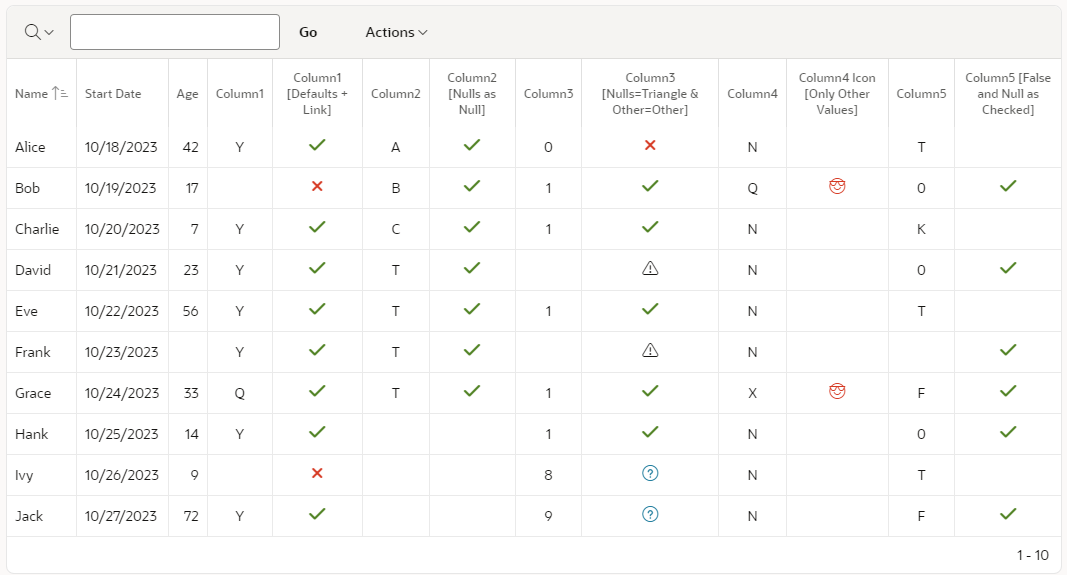 Go Actions
Name Start Date Age Column1 Column1 [Defaults + Link] Column2 Column2 [Nulls as Null] Column3 Column3 [Nulls=Triangle & Other=Other] Column4 Column4 Icon [Only Other Values] Column5 Column5 [False and Null as Checked]
Alice 10/18/2023 42 Y A 0 N T
Bob 10/19/2023 17 B 1 Q 0
Charlie 10/20/2023 7 Y C 1 N K
David 10/21/2023 23 Y T N 0
Eve 10/22/2023 56 Y T 1 N T
Frank 10/23/2023 Y T N
Grace 10/24/2023 33 Q T 1 X F
Hank 10/25/2023 14 Y 1 N 0
Ivy 10/26/2023 9 8 N T
Jack 10/27/2023 72 Y 9 N F
1 - 10